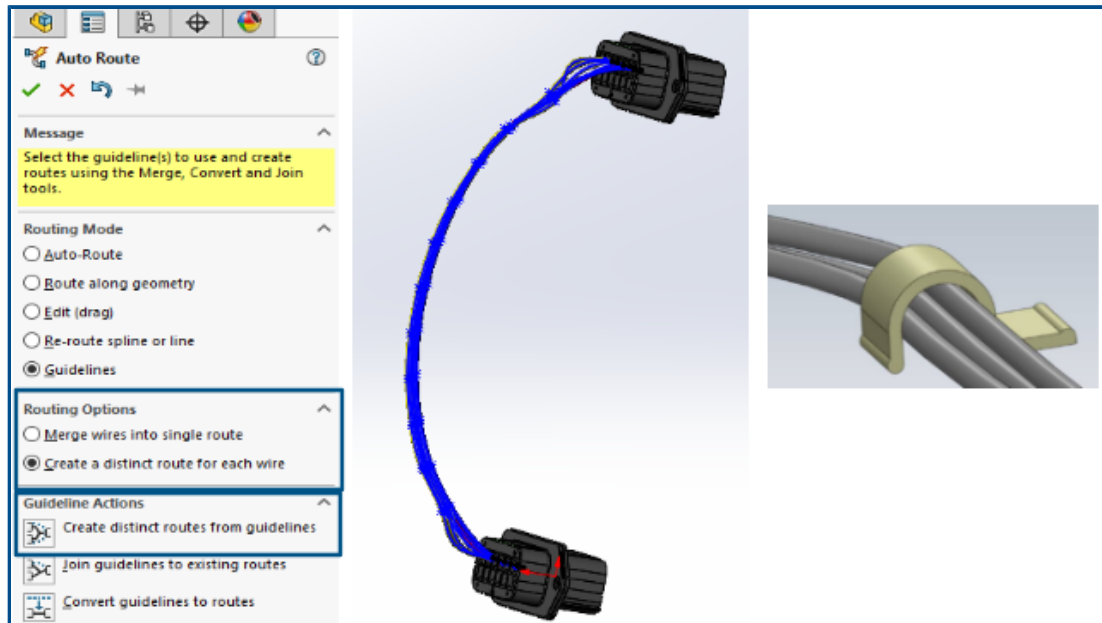 Auto Route
Message
Select the guideline(s) to use and create
routes using the Merge, Convert and Join
tools.
Routing Mode
Auto-Route
Route along geometry
Edit (drag)
Re-route spline or line
Guidelines
Routing Options
Merge wires into single route
Create a distinct route for each wire
Guideline Actions
Create distinct routes from guidelines
Join guidelines to existing routes
Convert guidelines to routes